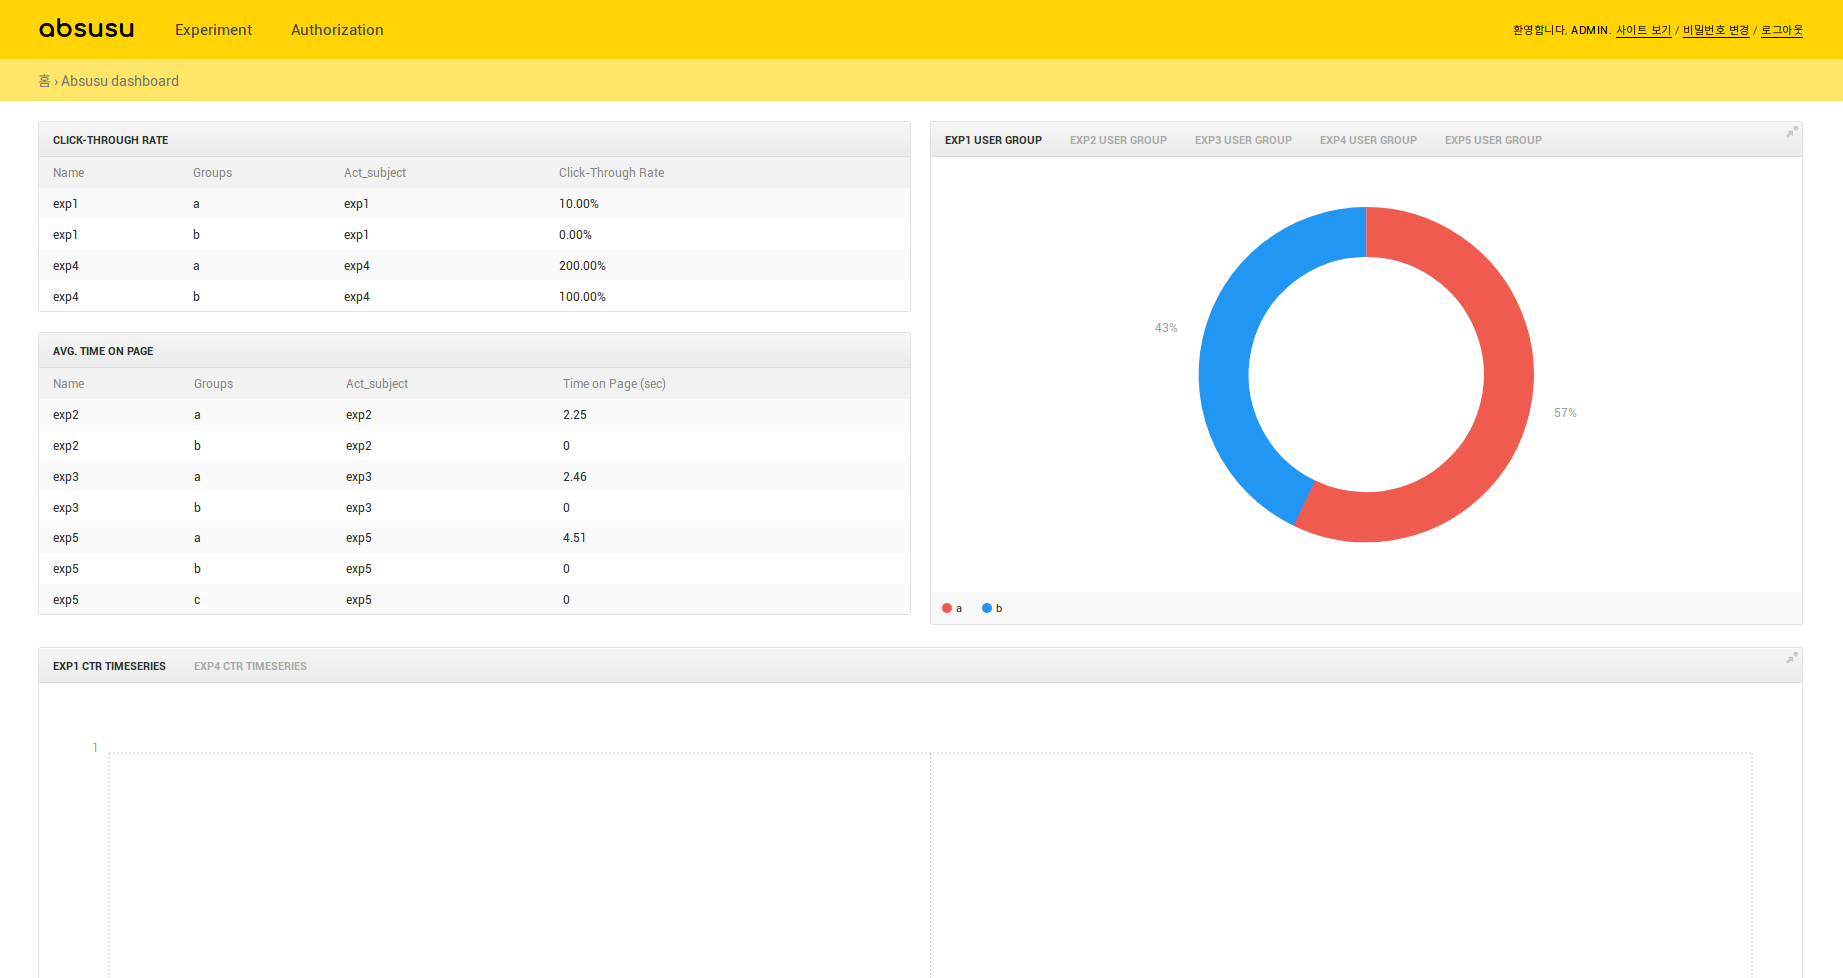 absusu Experiment Authorization 환영합니다, ADMIN. 사이트 보기 / 비밀번호 변경 / 로그아웃
홈 › Absusu dashboard
CLICK-THROUGH RATE
Name Groups Act_subject Click-Through Rate
exp1 a exp1 10.00%
exp1 b exp1 0.00%
exp4 a exp4 200.00%
exp4 b exp4 100.00%
AVG. TIME ON PAGE
Name Groups Act_subject Time on Page (sec)
exp2 a exp2 2.25
exp2 b exp2 0
exp3 a exp3 2.46
exp3 b exp3 0
exp5 a exp5 4.51
exp5 b exp5 0
exp5 c exp5 0
EXP1 USER GROUP EXP2 USER GROUP EXP3 USER GROUP EXP4 USER GROUP EXP5 USER GROUP
43%
57%
a b
EXP1 CTR TIMESERIES EXP4 CTR TIMESERIES
1